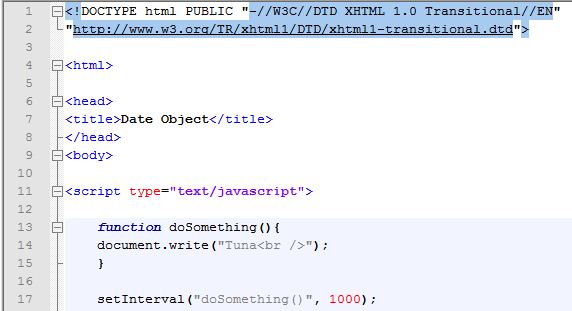 1 <!DOCTYPE html PUBLIC "-//W3C//DTD XHTML 1.0 Transitional//EN"
2 "http://www.w3.org/TR/xhtml1/DTD/xhtml1-transitional.dtd">
3
4 <html>
5
6 <head>
7 <title>Date Object</title>
8 </head>
9 <body>
10
11 <script type="text/javascript">
12
13 function doSomething(){
14 document.write("Tuna<br />");
15 }
16
17 setInterval("doSomething()", 1000);